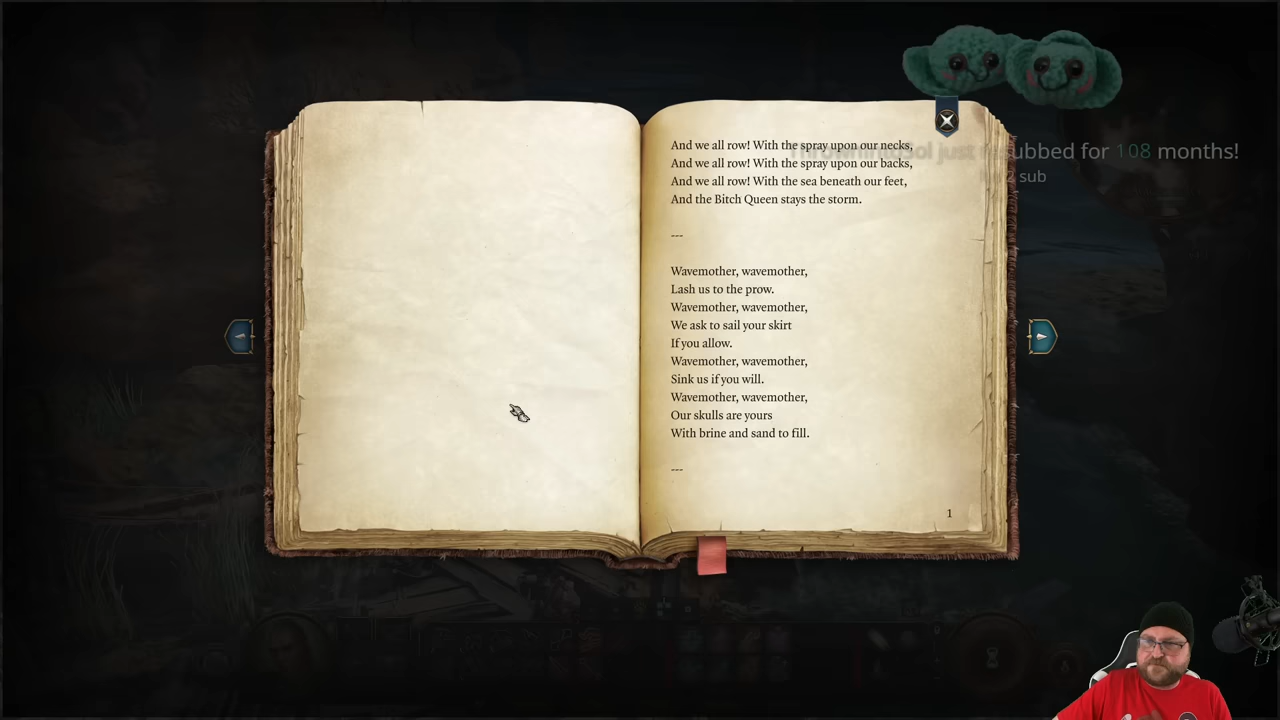 And we all row! With the spray upon our necks,
just resubbed for 108 months!
And we all row! With the spray upon our backs,
sub
And we all row! With the sea beneath our feet,
And the Bitch Queen stays the storm.
---
Wavemother, wavemother,
Lash us to the prow.
Wavemother, wavemother,
We ask to sail your skirt
If you allow.
Wavemother, wavemother,
Sink us if you will.
Wavemother, wavemother,
Our skulls are yours
With brine and sand to fill.
---
1